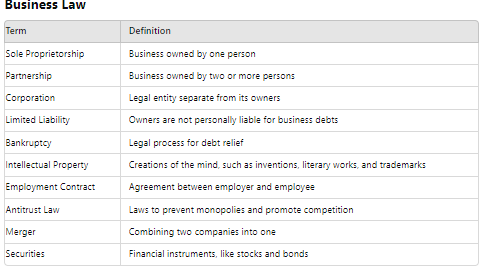 Business Law
Term Definition
Sole Proprietorship Business owned by one person
Partnership Business owned by two or more persons
Corporation Legal entity separate from its owners
Limited Liability Owners are not personally liable for business debts
Bankruptcy Legal process for debt relief
Intellectual Property Creations of the mind, such as inventions, literary works, and trademarks
Employment Contract Agreement between employer and employee
Antitrust Law Laws to prevent monopolies and promote competition
Merger Combining two companies into one
Securities Financial instruments, like stocks and bonds